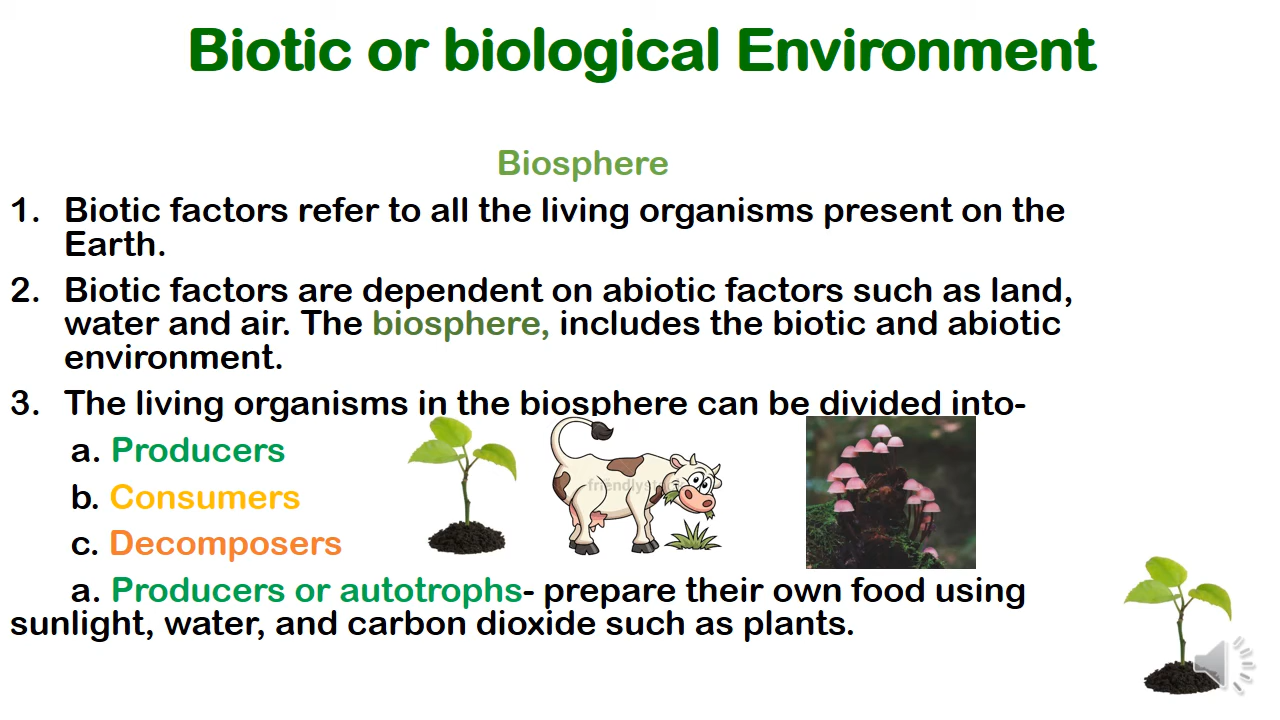 Biotic or biological Environment
Biosphere
1. Biotic factors refer to all the living organisms present on the
Earth.
2. Biotic factors are dependent on abiotic factors such as land,
water and air. The biosphere, includes the biotic and abiotic
environment.
3. The living organisms in the biosphere can be divided into-
a. Producers
b. Consumers
c. Decomposers
a. Producers or autotrophs- prepare their own food using
sunlight, water, and carbon dioxide such as plants.